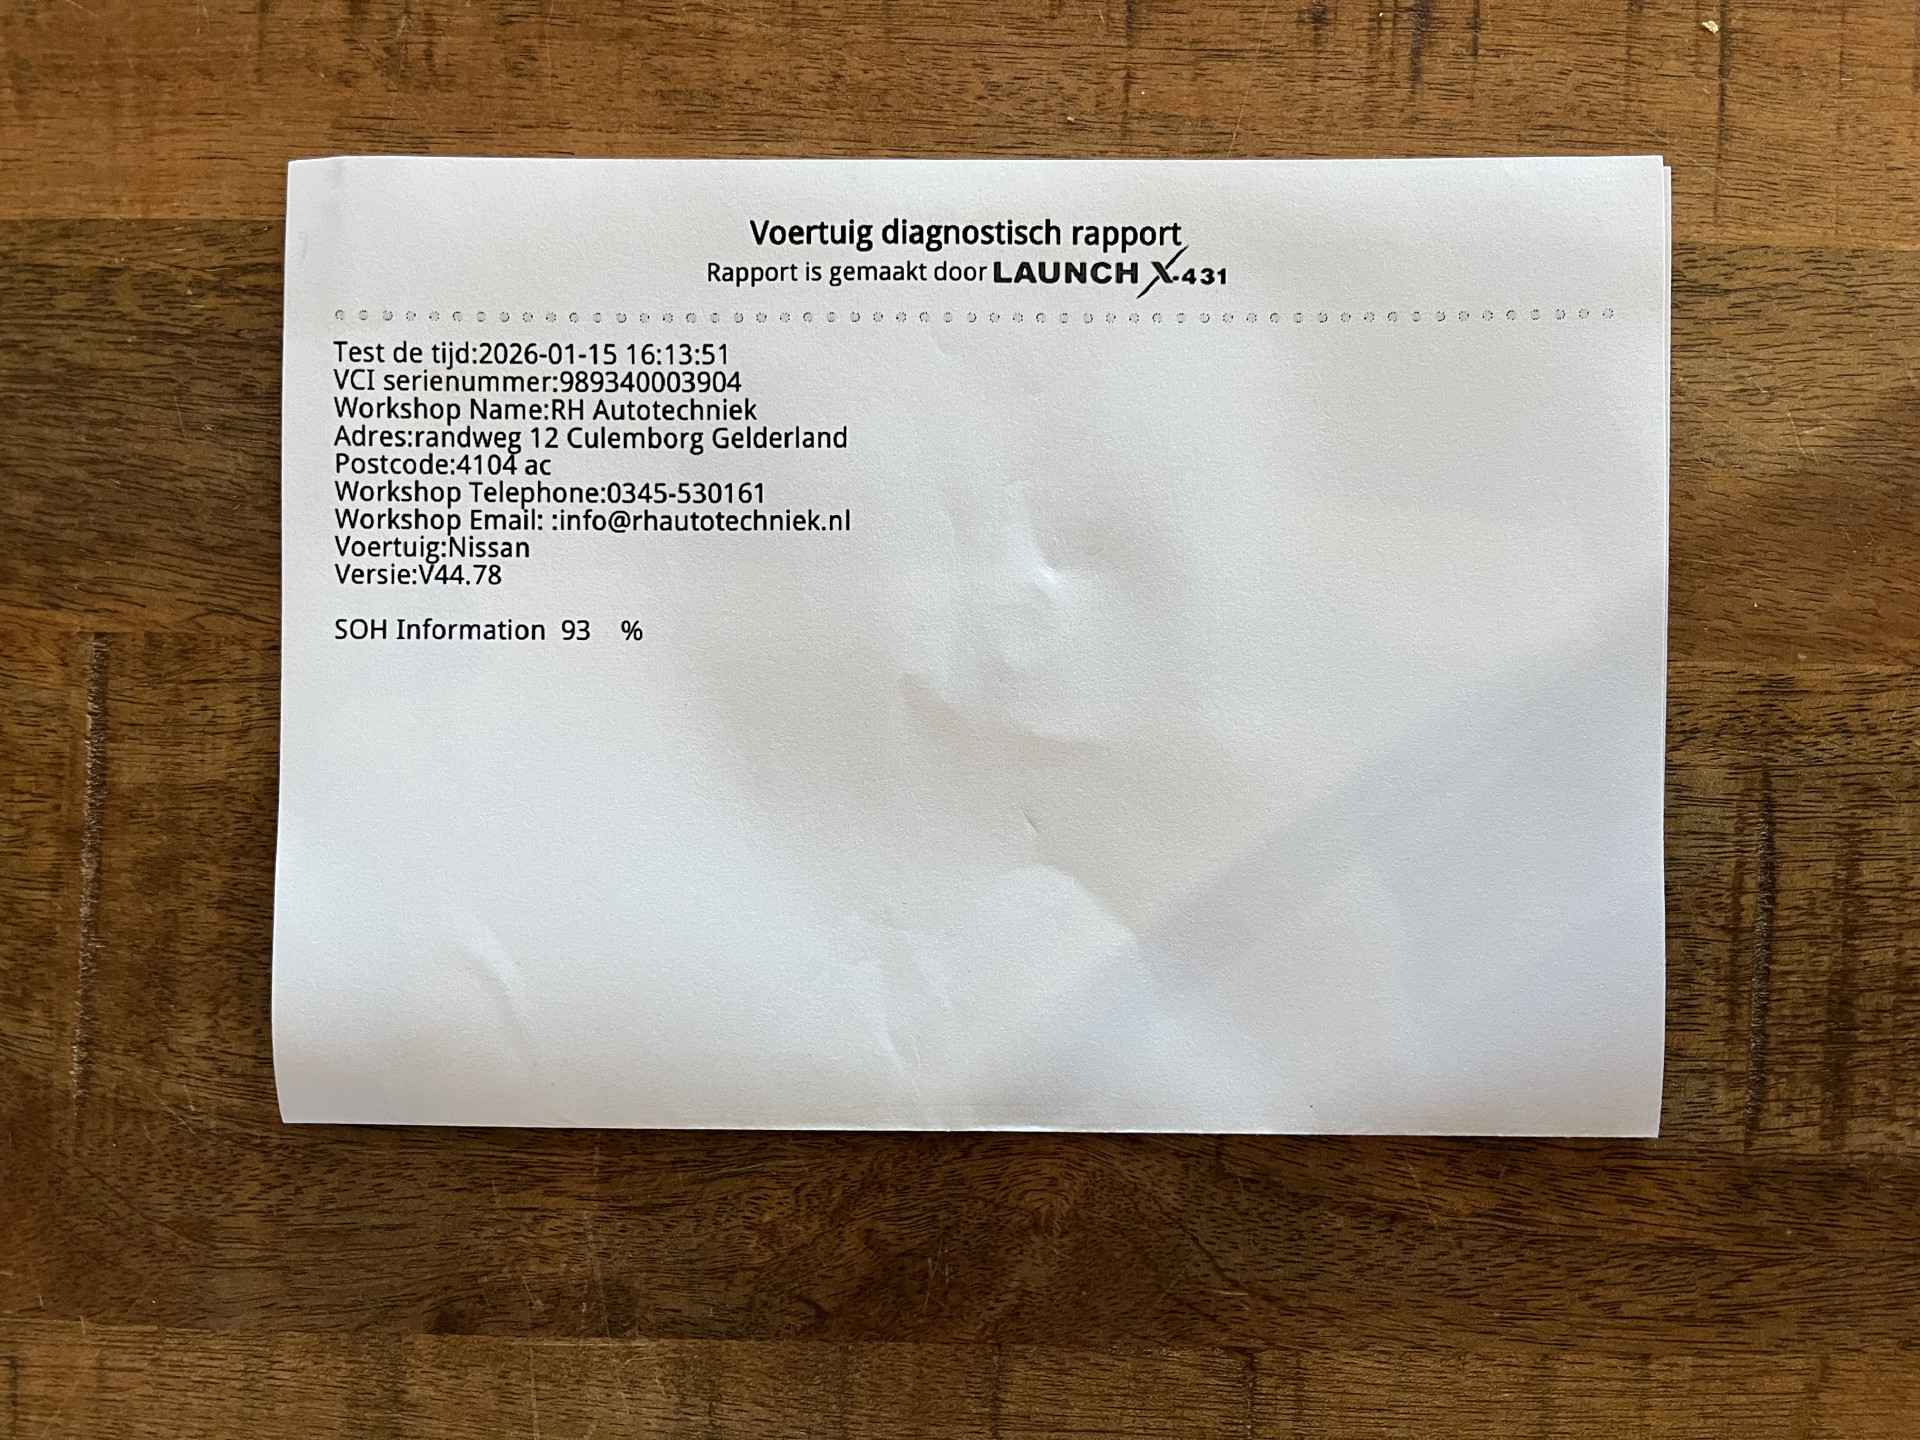 Voertuig diagnostisch rapport
Rapport is gemaakt door LAUNCH X-431
Test de tijd:2026-01-15 16:13:51
VCI serienummer:989340003904
Workshop Name:RH Autotechniek
Adres:randweg 12 Culemborg Gelderland
Postcode:4104 ac
Workshop Telephone:0345-530161
Workshop Email: :info@rhautotechniek.nl
Voertuig:Nissan
Versie:V44.78
SOH Information 93 %